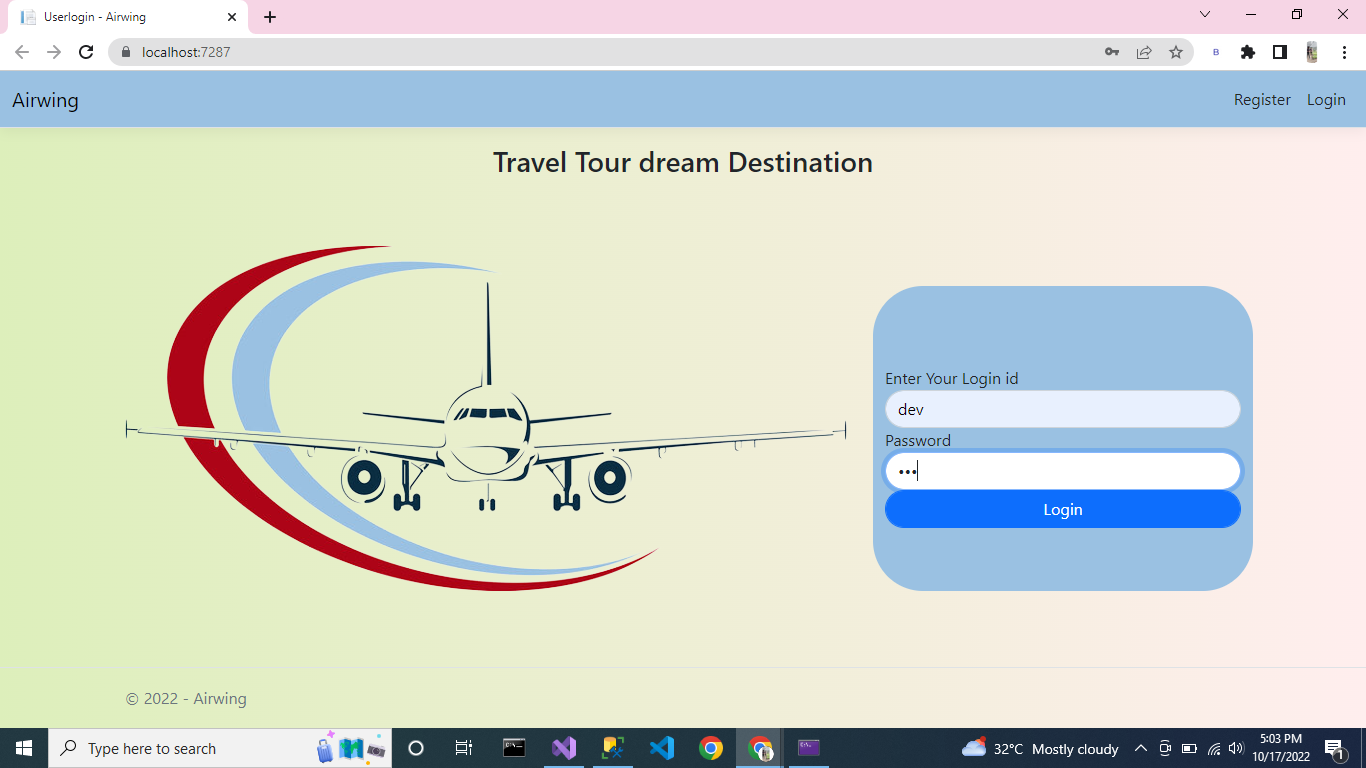 Userlogin - Airwing
localhost:7287
B
Airwing
Register
Login
Travel Tour dream Destination
Enter Your Login id
dev
Password
•••
Login
© 2022 - Airwing
Type here to search
32°C Mostly cloudy
5:03 PM
10/17/2022
1